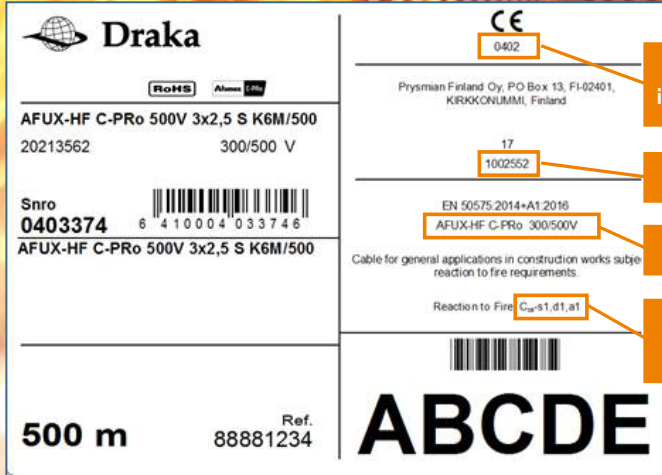 Draka
RoHS
Afumex C-PRo
AFUX-HF C-PRo 500V 3x2,5 S K6M/500
20213562 300/500 V
Snro
0403374 6 410004 033746
AFUX-HF C-PRo 500V 3x2,5 S K6M/500
500 m
Ref.
88881234
CE
0402
Prysmian Finland Oy, PO Box 13, FI-02401,
KIRKKONUMMI, Finland
17
1002552
EN 50575:2014+A1:2016
AFUX-HF C-PRo 300/500V
Cable for general applications in construction works subje
reaction to fire requirements.
Reaction to Fire: Cca-s1,d1,a1
ABCDE
i